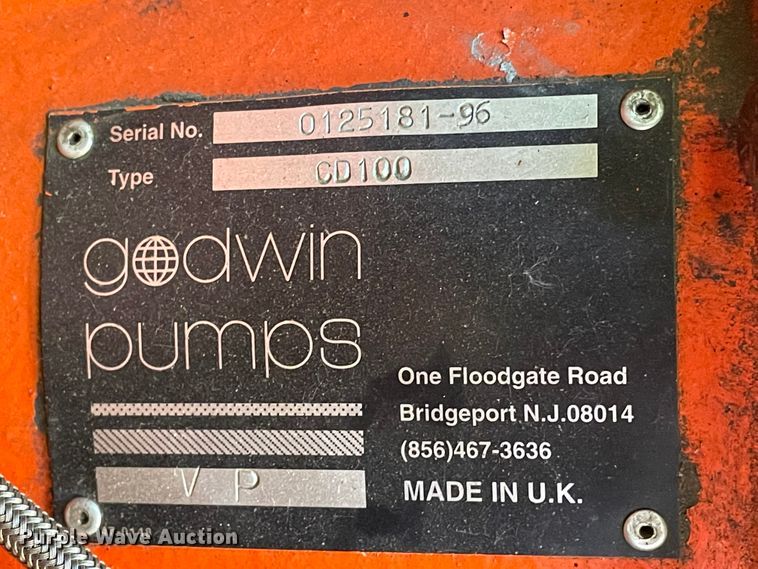 Serial No. 0125181-96
Type CD100
godwin
pumps
One Floodgate Road
Bridgeport N.J.08014
(856)467-3636
V P
MADE IN U.K.
Purple Wave Auction